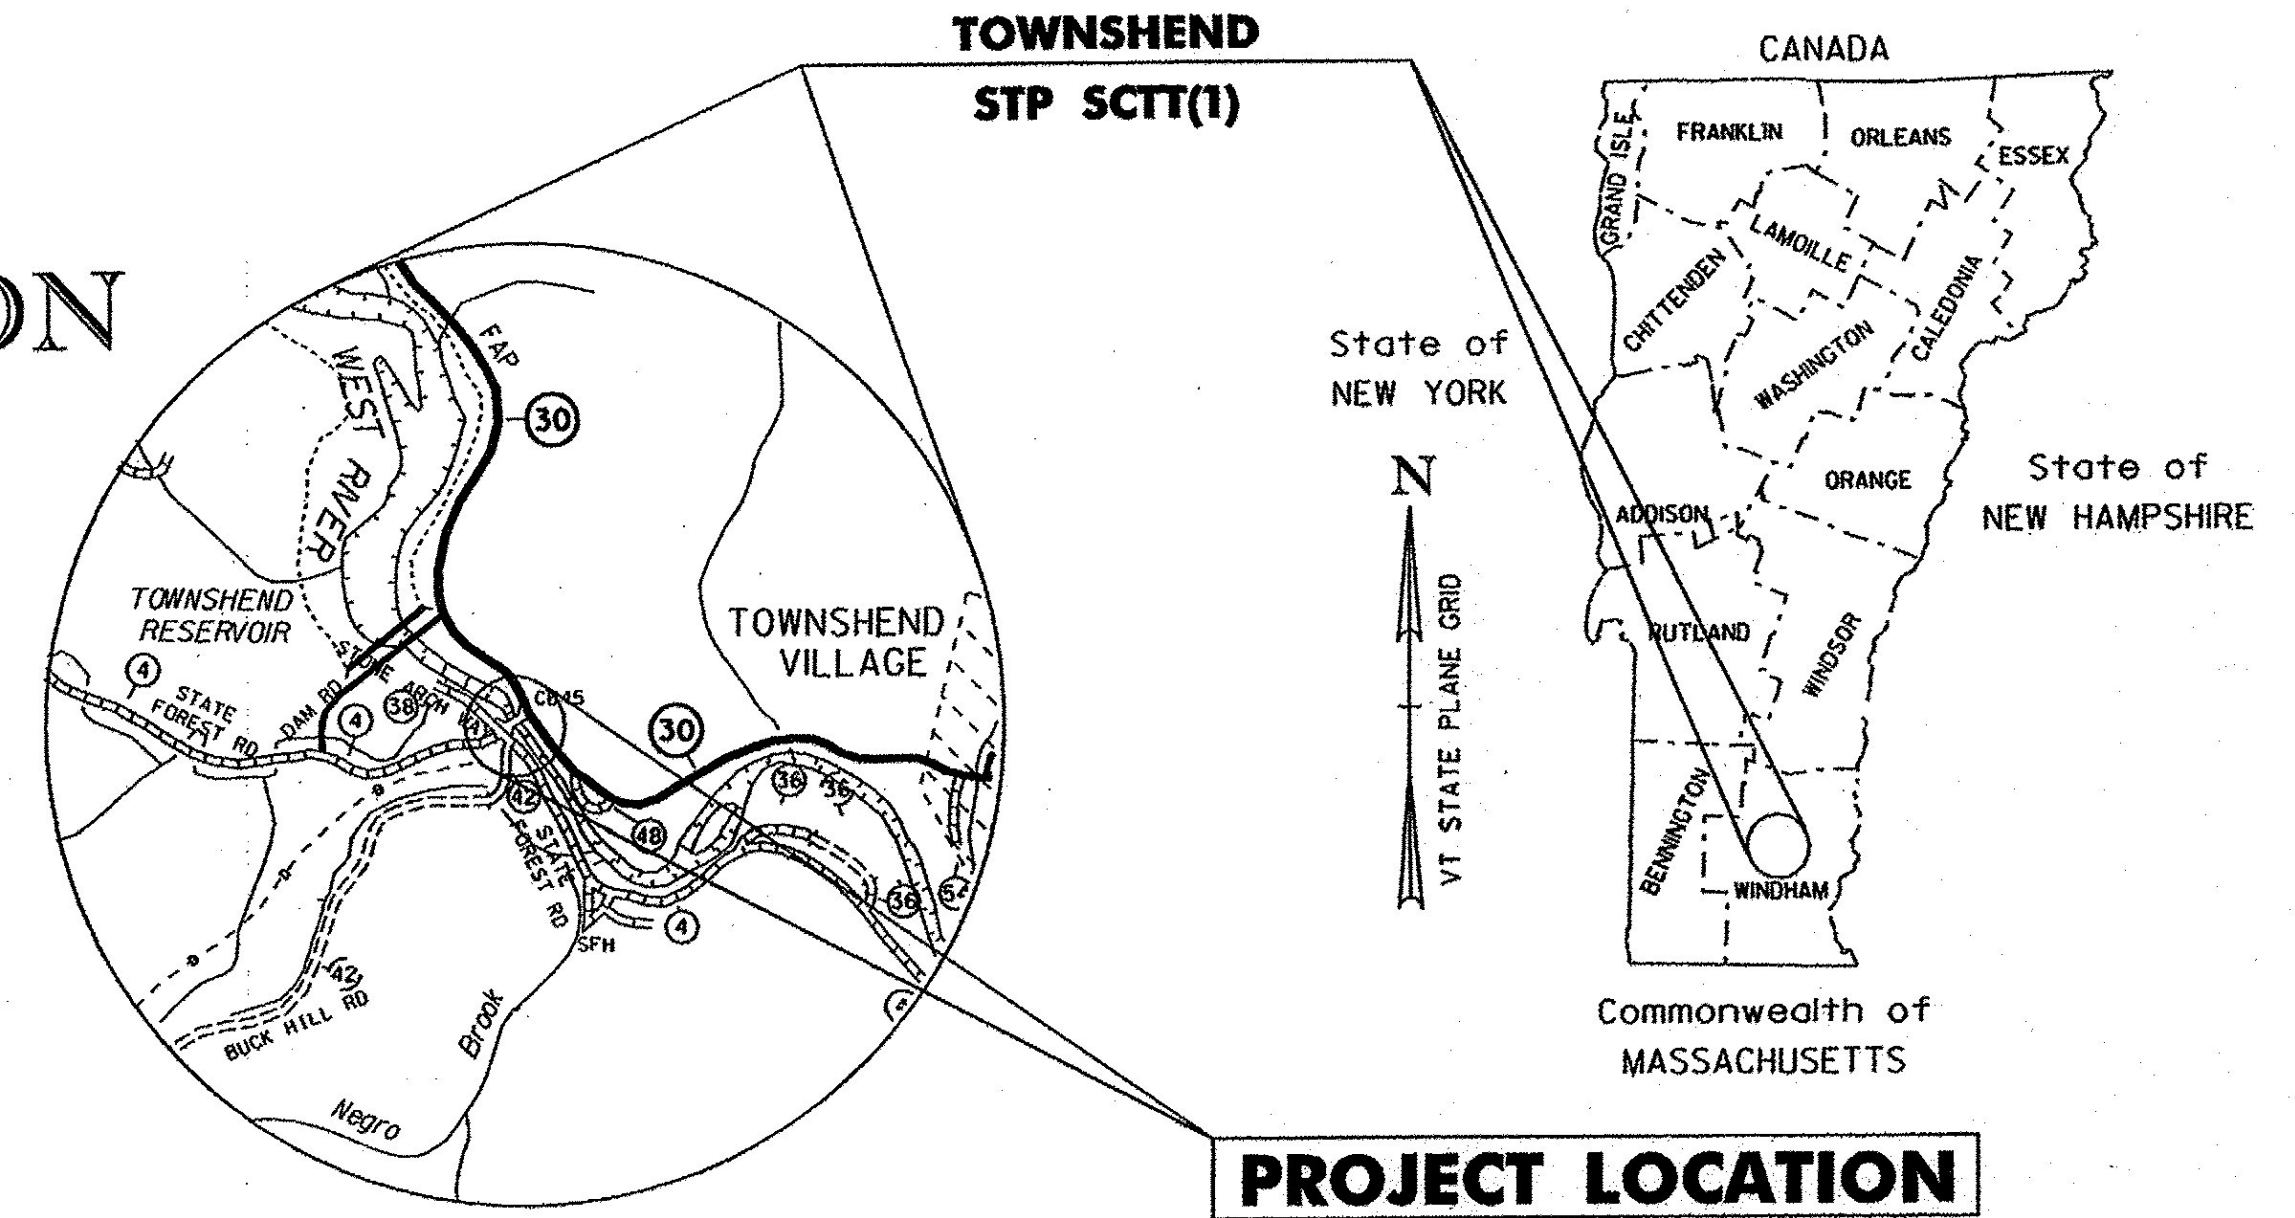 TOWNSHEND
STP SCTT(1)
CANADA
FRANKLIN
ORLEANS
ESSEX
GRAND ISLE
LAMOILLE
CHITTENDEN
CALEDONIA
WASHINGTON
State of
NEW YORK
ORANGE
State of
NEW HAMPSHIRE
ADDISON
RUTLAND
WINDSOR
BENNINGTON
WINDHAM
Commonwealth of
MASSACHUSETTS
N
VT STATE PLANE GRID
ON
FAP
30
WEST RIVER
TOWNSHEND
RESERVOIR
TOWNSHEND
VILLAGE
4
STATE
FOREST RD
DAM RD
STONE ARCH WAY
38
4
30
36
36
42
STATE
FOREST RD
48
36
4
SFH
42
BUCK HILL RD
Brook
Negro
PROJECT LOCATION